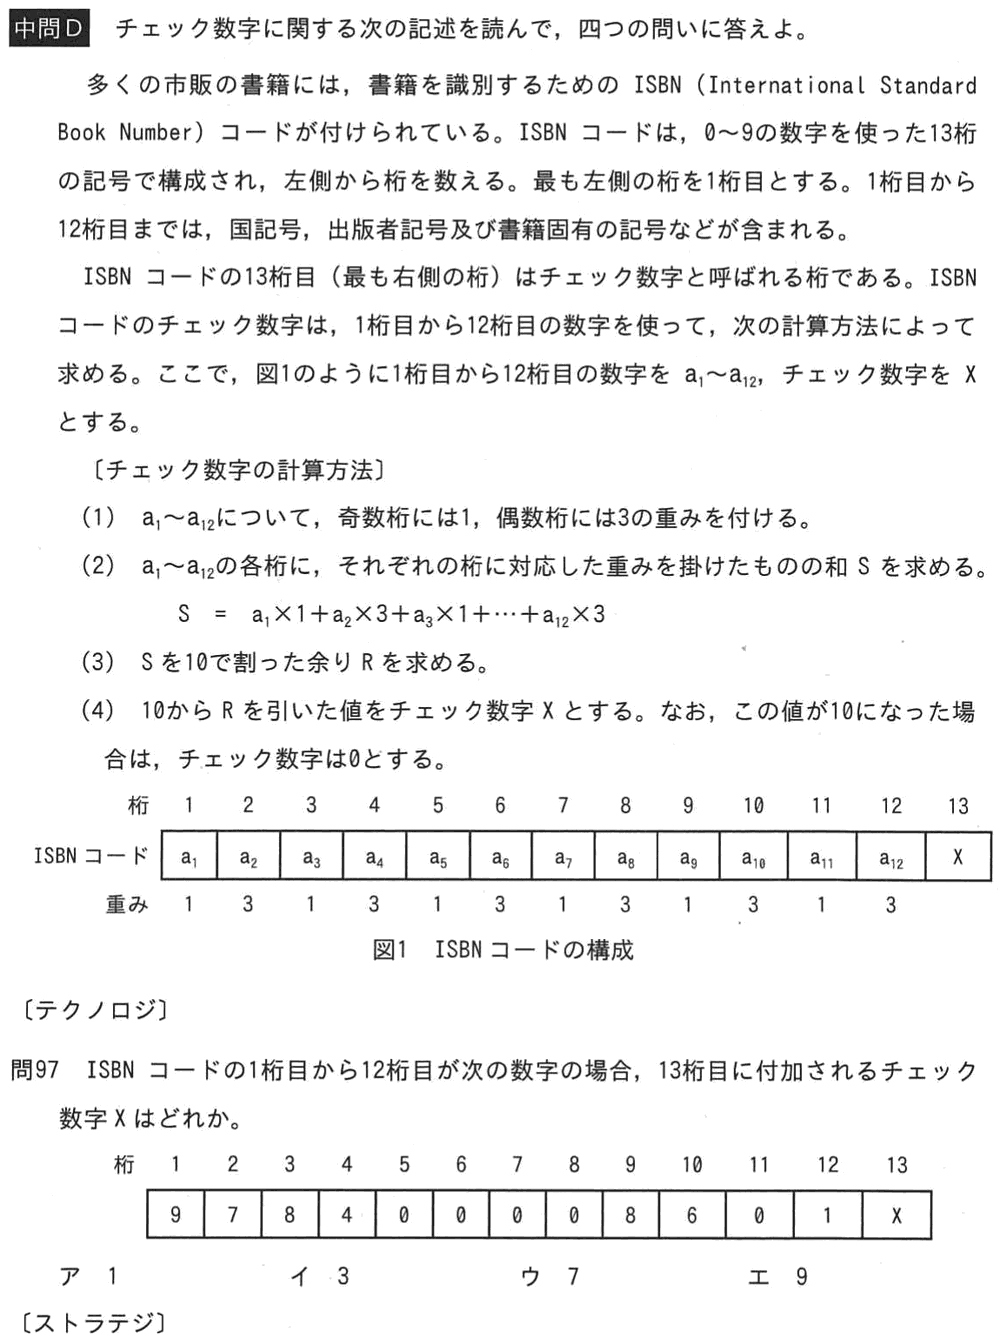 中問D チェック数字に関する次の記述を読んで，四つの問いに答えよ。
多くの市販の書籍には，書籍を識別するための ISBN（International Standard
Book Number）コードが付けられている。ISBN コードは，0～9の数字を使った13桁
の記号で構成され，左側から桁を数える。最も左側の桁を1桁目とする。1桁目から
12桁目までは，国記号，出版者記号及び書籍固有の記号などが含まれる。
ISBN コードの13桁目（最も右側の桁）はチェック数字と呼ばれる桁である。ISBN
コードのチェック数字は，1桁目から12桁目の数字を使って，次の計算方法によって
求める。ここで，図1のように1桁目から12桁目の数字を a₁～a₁₂，チェック数字を X
とする。
〔チェック数字の計算方法〕
(1) a₁～a₁₂について，奇数桁には1，偶数桁には3の重みを付ける。
(2) a₁～a₁₂の各桁に，それぞれの桁に対応した重みを掛けたものの和 S を求める。
S = a₁×1＋a₂×3＋a₃×1＋…＋a₁₂×3
(3) S を10で割った余り R を求める。
(4) 10から R を引いた値をチェック数字 X とする。なお，この値が10になった場
合は，チェック数字は0とする。
桁 1 2 3 4 5 6 7 8 9 10 11 12 13
ISBN コード a₁ a₂ a₃ a₄ a₅ a₆ a₇ a₈ a₉ a₁₀ a₁₁ a₁₂ X
重み 1 3 1 3 1 3 1 3 1 3 1 3
図1 ISBN コードの構成
〔テクノロジ〕
問97 ISBN コードの1桁目から12桁目が次の数字の場合，13桁目に付加されるチェック
数字 X はどれか。
桁 1 2 3 4 5 6 7 8 9 10 11 12 13
9 7 8 4 0 0 0 0 8 6 0 1 X
ア 1 イ 3 ウ 7 エ 9
〔ストラテジ〕